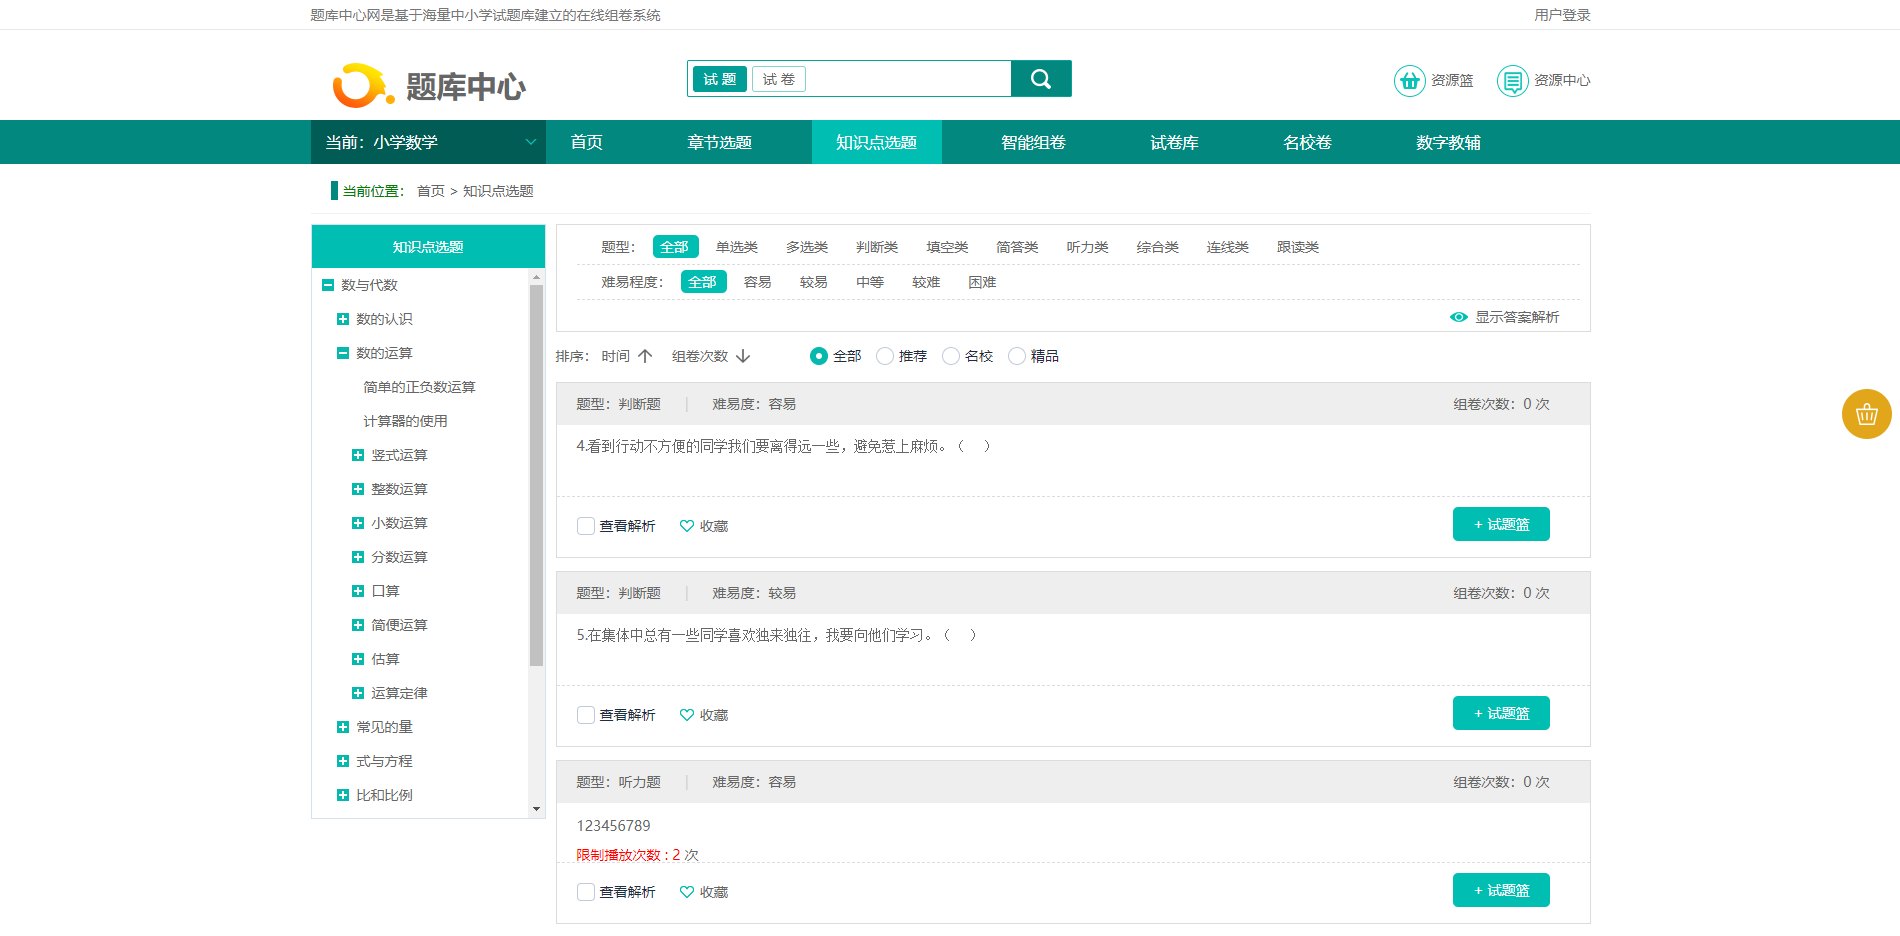 题库中心网是基于海量中小学试题库建立的在线组卷系统 用户登录
题库中心 试 题 试 卷 资源篮 资源中心
当前：小学数学 首页 章节选题 知识点选题 智能组卷 试卷库 名校卷 数字教辅
当前位置： 首页 > 知识点选题
知识点选题
数与代数
数的认识
数的运算
简单的正负数运算
计算器的使用
竖式运算
整数运算
小数运算
分数运算
口算
简便运算
估算
运算定律
常见的量
式与方程
比和比例
题型： 全部 单选类 多选类 判断类 填空类 简答类 听力类 综合类 连线类 跟读类
难易程度： 全部 容易 较易 中等 较难 困难
显示答案解析
排序： 时间 组卷次数 全部 推荐 名校 精品
题型：判断题 | 难易度：容易 组卷次数：0 次
4.看到行动不方便的同学我们要离得远一些，避免惹上麻烦。（ ）
查看解析 收藏 + 试题篮
题型：判断题 | 难易度：较易 组卷次数：0 次
5.在集体中总有一些同学喜欢独来独往，我要向他们学习。（ ）
查看解析 收藏 + 试题篮
题型：听力题 | 难易度：容易 组卷次数：0 次
123456789
限制播放次数 : 2 次
查看解析 收藏 + 试题篮